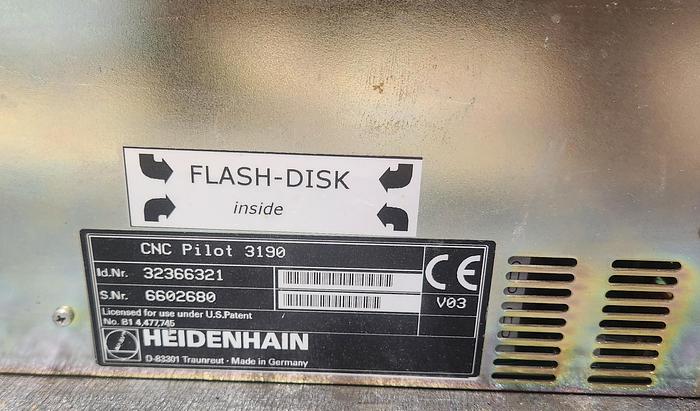 FLASH-DISK
inside
CNC Pilot 3190
Id.Nr. 32366321
S.Nr. 6602680
CE
V03
Licensed for use under U.S.Patent
No. B1 4,477,745
HEIDENHAIN
D-83301 Traunreut · Made in Germany